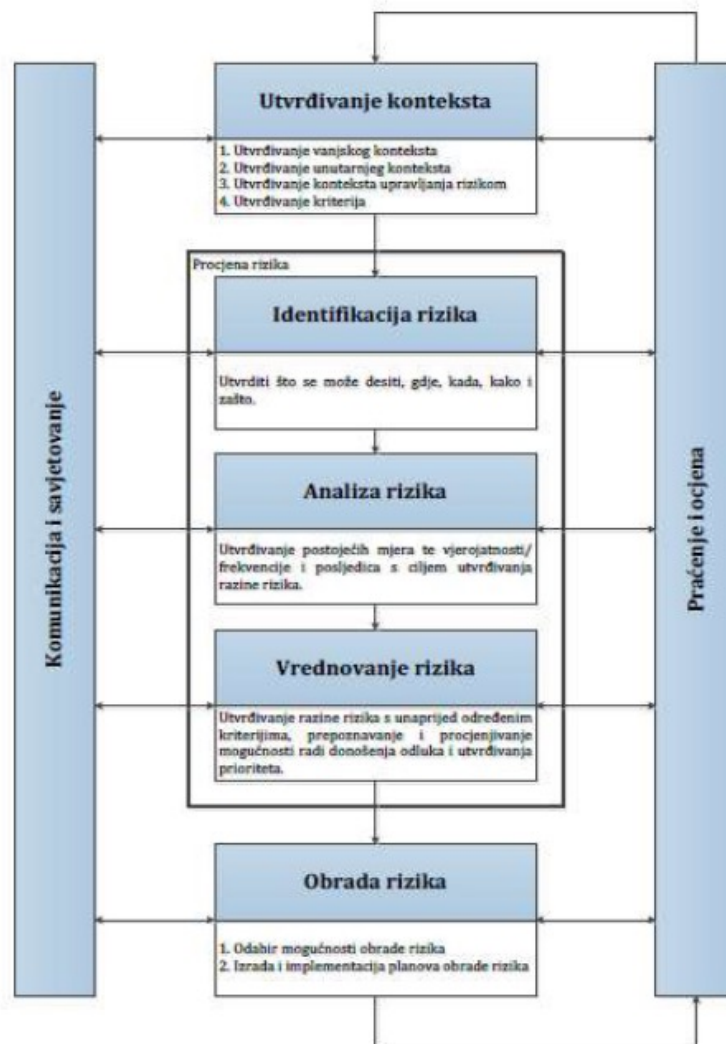 Komunikacija i savjetovanje
Utvrđivanje konteksta
1. Utvrđivanje vanjskog konteksta
2. Utvrđivanje unutarnjeg konteksta
3. Utvrđivanje konteksta upravljanja rizikom
4. Utvrđivanje kriterija
Procjena rizika
Identifikacija rizika
Utvrditi što se može desiti, gdje, kada, kako i
zašto.
Analiza rizika
Utvrđivanje postojećih mjera te vjerojatnosti/
frekvencije i posljedica s ciljem utvrđivanja
razine rizika.
Vrednovanje rizika
Utvrđivanje razine rizika s unaprijed određenim
kriterijima, prepoznavanje i procjenjivanje
mogućnosti radi donošenja odluka i utvrđivanja
prioriteta.
Obrada rizika
1. Odabir mogućnosti obrade rizika
2. Izrada i implementacija planova obrade rizika
Praćenje i ocjena